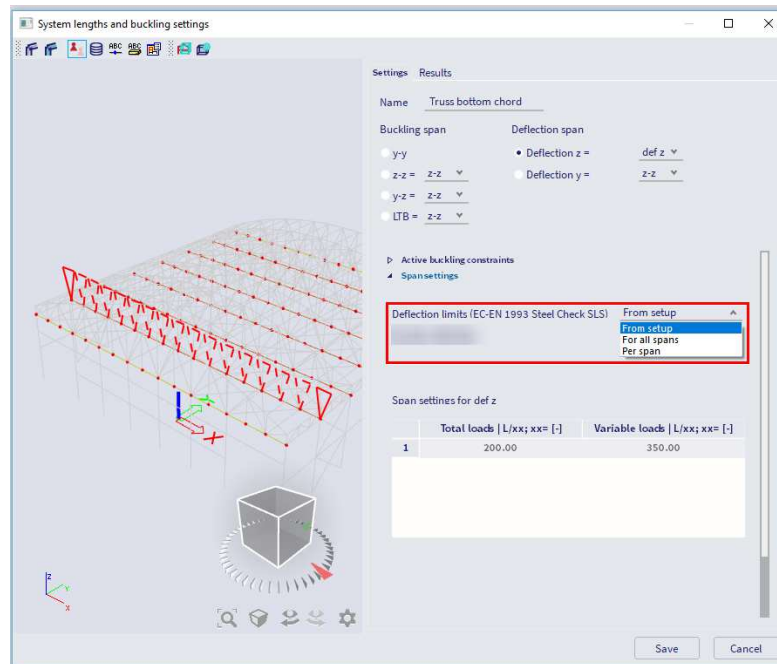 System lengths and buckling settings
ABC ABC
Settings Results
Name Truss bottom chord
Buckling span Deflection span
y-y Deflection z = def z
z-z = z-z Deflection y = z-z
y-z = z-z
LTB = z-z
Active buckling constraints
Span settings
Deflection limits (EC-EN 1993 Steel Check SLS) From setup
From setup
For all spans
Per span
Span settings for def z
Total loads | L/xx; xx= [-] Variable loads | L/xx; xx= [-]
1 200.00 350.00
z
Y
X
Save Cancel